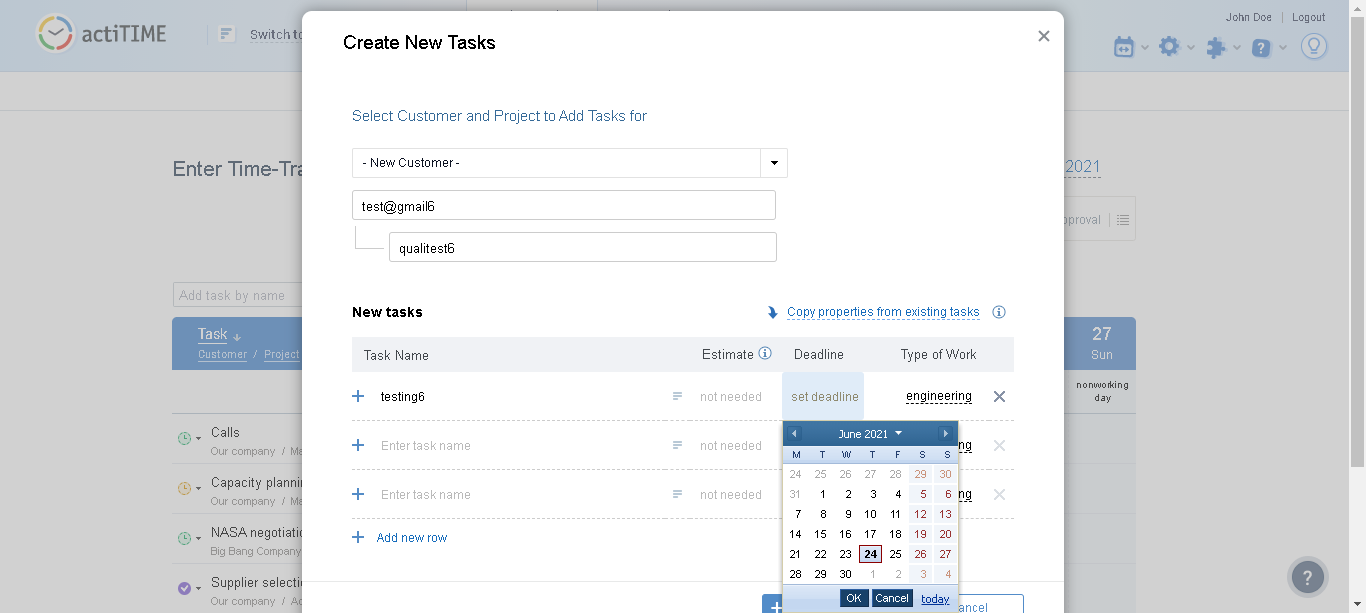 John Doe | Logout
actiTIME
Switch to
Create New Tasks
Select Customer and Project to Add Tasks for
- New Customer -
Enter Time-Tra
2021
test@gmail6
pproval
qualitest6
Add task by name
New tasks
Copy properties from existing tasks
Task
Customer / Project
27
Sun
Task Name Estimate Deadline Type of Work
nonworking
day
testing6 not needed set deadline engineering
Calls
Our company / Ma
Enter task name not needed ng
June 2021
M T W T F S S
24 25 26 27 28 29 30
31 1 2 3 4 5 6
7 8 9 10 11 12 13
14 15 16 17 18 19 20
21 22 23 24 25 26 27
28 29 30 1 2 3 4
OK Cancel today
Capacity plannin
Our company / Ma
Enter task name not needed ng
NASA negotiatio
Big Bang Company
Add new row
Supplier selectio
Our company / Ac
ancel
?